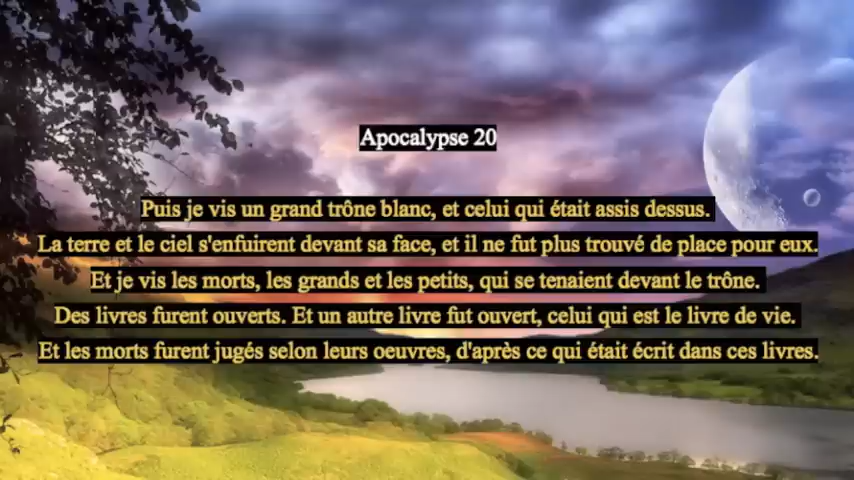 Apocalypse 20
Puis je vis un grand trône blanc, et celui qui était assis dessus.
La terre et le ciel s'enfuirent devant sa face, et il ne fut plus trouvé de place pour eux.
Et je vis les morts, les grands et les petits, qui se tenaient devant le trône.
Des livres furent ouverts. Et un autre livre fut ouvert, celui qui est le livre de vie.
Et les morts furent jugés selon leurs oeuvres, d'après ce qui était écrit dans ces livres.